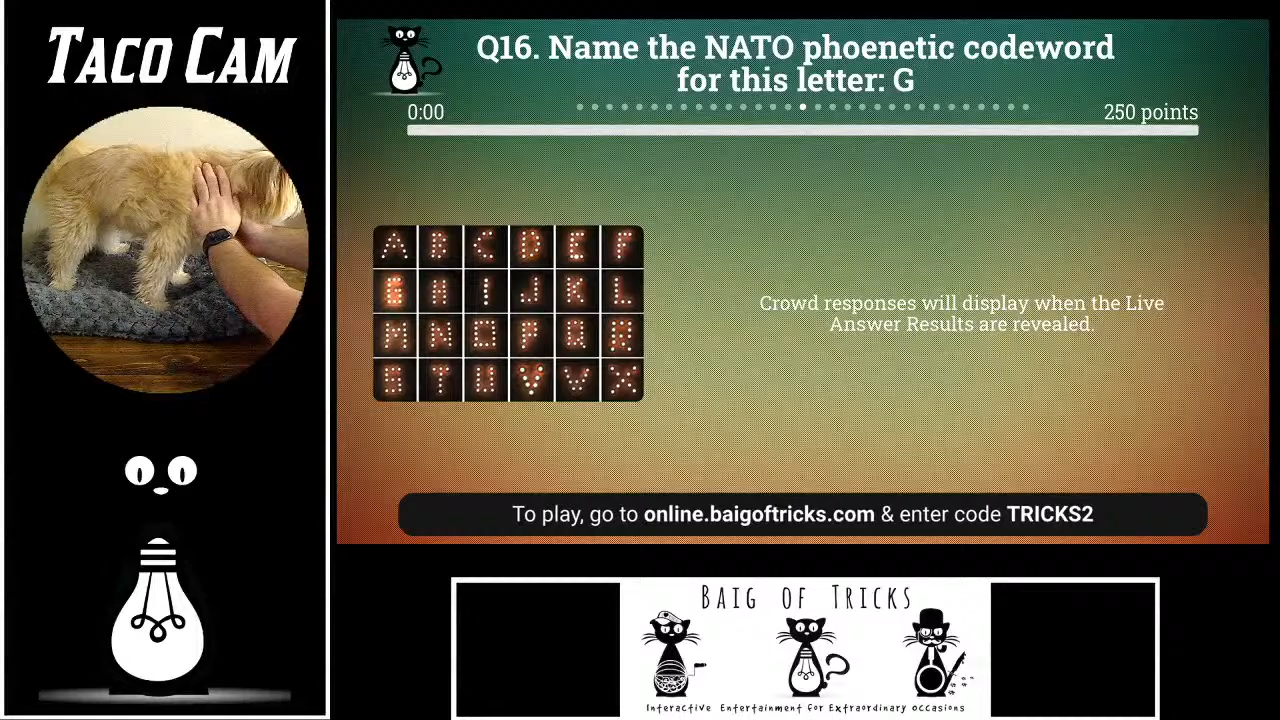 TACO CAM
Q16. Name the NATO phoenetic codeword
for this letter: G
0:00
250 points
A B C D E F
G H I J K L
M N O P Q R
S T U V V X
Crowd responses will display when the Live
Answer Results are revealed.
To play, go to online.baigoftricks.com & enter code TRICKS2
BAIG OF TRICKS
Interactive Entertainment for Extraordinary Occasions